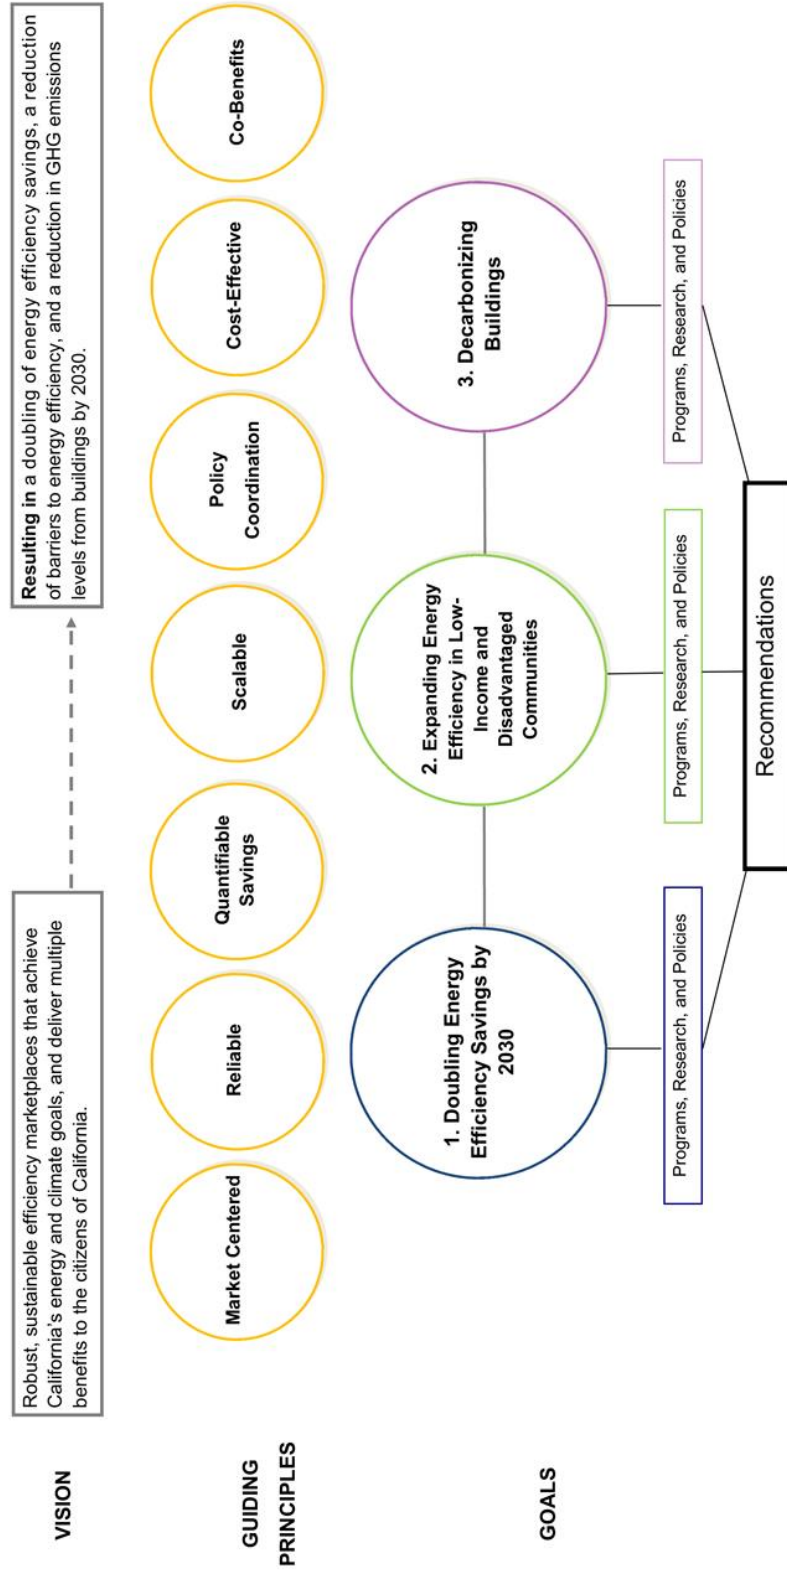 VISION
Robust, sustainable efficiency marketplaces that achieve
California's energy and climate goals, and deliver multiple
benefits to the citizens of California.
Resulting in a doubling of energy efficiency savings, a reduction
of barriers to energy efficiency, and a reduction in GHG emissions
levels from buildings by 2030.
GUIDING
PRINCIPLES
Market Centered
Reliable
Quantifiable
Savings
Scalable
Policy
Coordination
Cost-Effective
Co-Benefits
GOALS
1. Doubling Energy
Efficiency Savings by
2030
2. Expanding Energy
Efficiency in Low-
Income and
Disadvantaged
Communities
3. Decarbonizing
Buildings
Programs, Research, and Policies
Programs, Research, and Policies
Programs, Research, and Policies
Recommendations